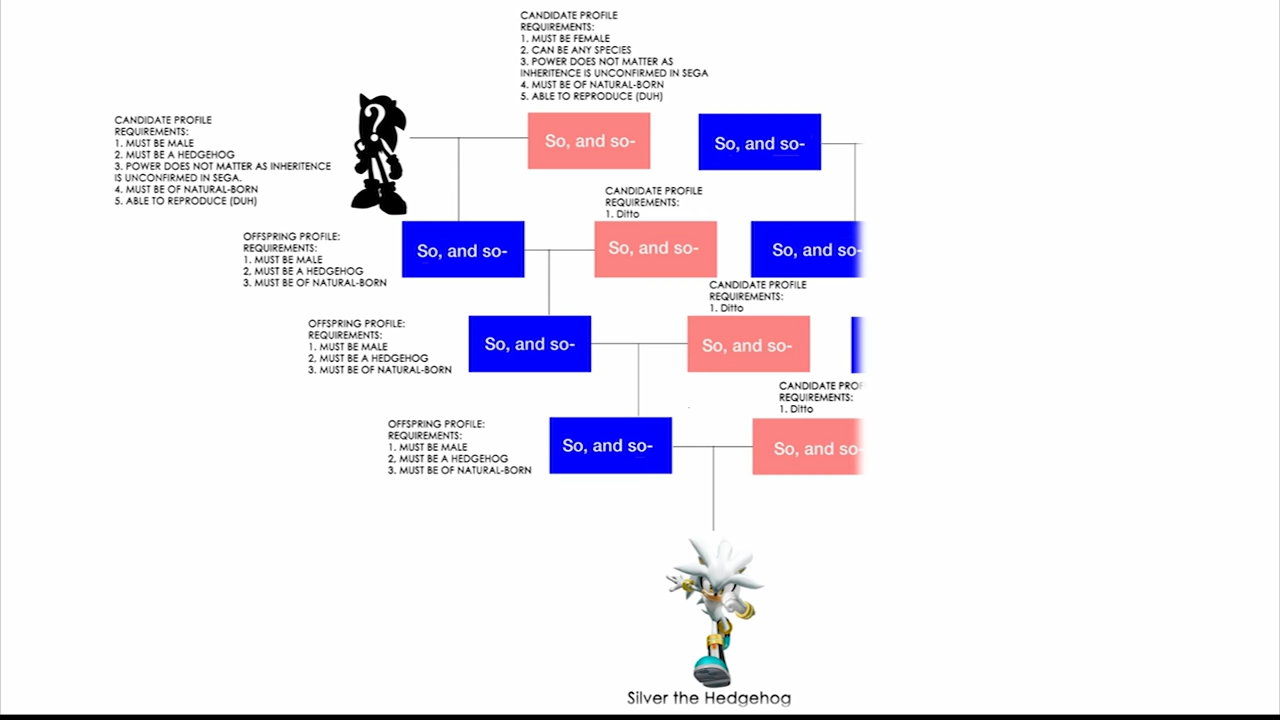 CANDIDATE PROFILE
REQUIREMENTS:
1. MUST BE FEMALE
2. CAN BE ANY SPECIES
3. POWER DOES NOT MATTER AS
INHERITENCE IS UNCONFIRMED IN SEGA
4. MUST BE OF NATURAL-BORN
5. ABLE TO REPRODUCE (DUH)
CANDIDATE PROFILE
REQUIREMENTS:
1. MUST BE MALE
2. MUST BE A HEDGEHOG
3. POWER DOES NOT MATTER AS INHERITENCE
IS UNCONFIRMED IN SEGA.
4. MUST BE OF NATURAL-BORN
5. ABLE TO REPRODUCE (DUH)
?
So, and so-
So, and so-
CANDIDATE PROFILE
REQUIREMENTS:
1. Ditto
OFFSPRING PROFILE:
REQUIREMENTS:
1. MUST BE MALE
2, MUST BE A HEDGEHOG
3. MUST BE OF NATURAL-BORN
So, and so-
So, and so-
So, and so-
CANDIDATE PROFILE
REQUIREMENTS:
1. Ditto
OFFSPRING PROFILE:
REQUIREMENTS:
1. MUST BE MALE
2, MUST BE A HEDGEHOG
3. MUST BE OF NATURAL-BORN
So, and so-
So, and so-
CANDIDATE PROF
REQUIREMENTS:
1. Ditto
OFFSPRING PROFILE:
REQUIREMENTS:
1. MUST BE MALE
2, MUST BE A HEDGEHOG
3. MUST BE OF NATURAL-BORN
So, and so-
So, and so-
Silver the Hedgehog